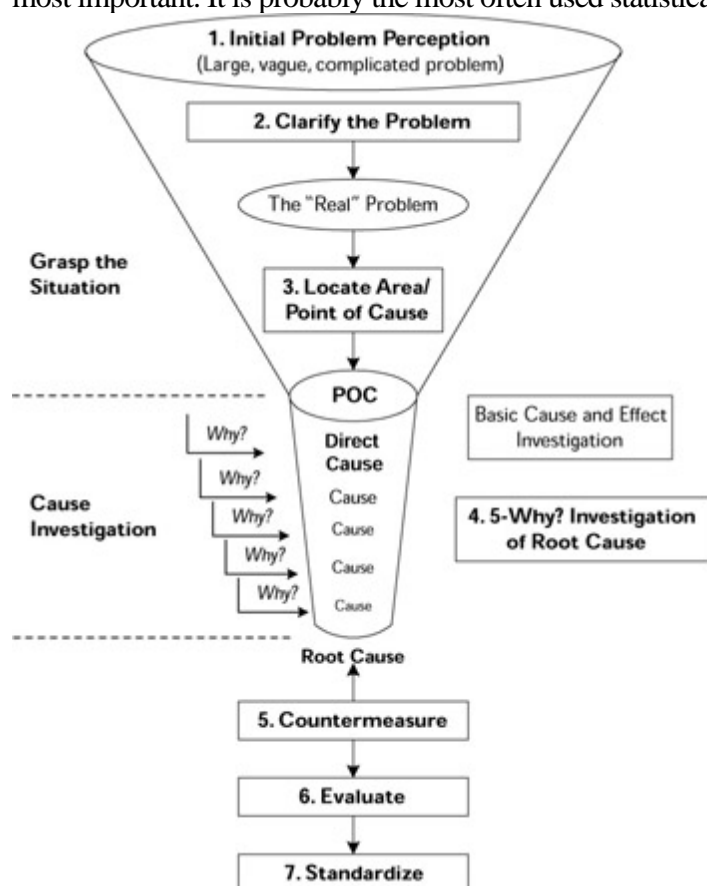 most important. It is probably the most often used statistica
1. Initial Problem Perception
(Large, vague, complicated problem)
2. Clarify the Problem
The "Real" Problem
Grasp the
Situation
3. Locate Area/
Point of Cause
POC
Basic Cause and Effect
Investigation
Why?
Direct
Cause
Why?
Cause
Cause
Investigation
Why?
Cause
4. 5-Why? Investigation
of Root Cause
Why?
Cause
Why?
Cause
Root Cause
5. Countermeasure
6. Evaluate
7. Standardize